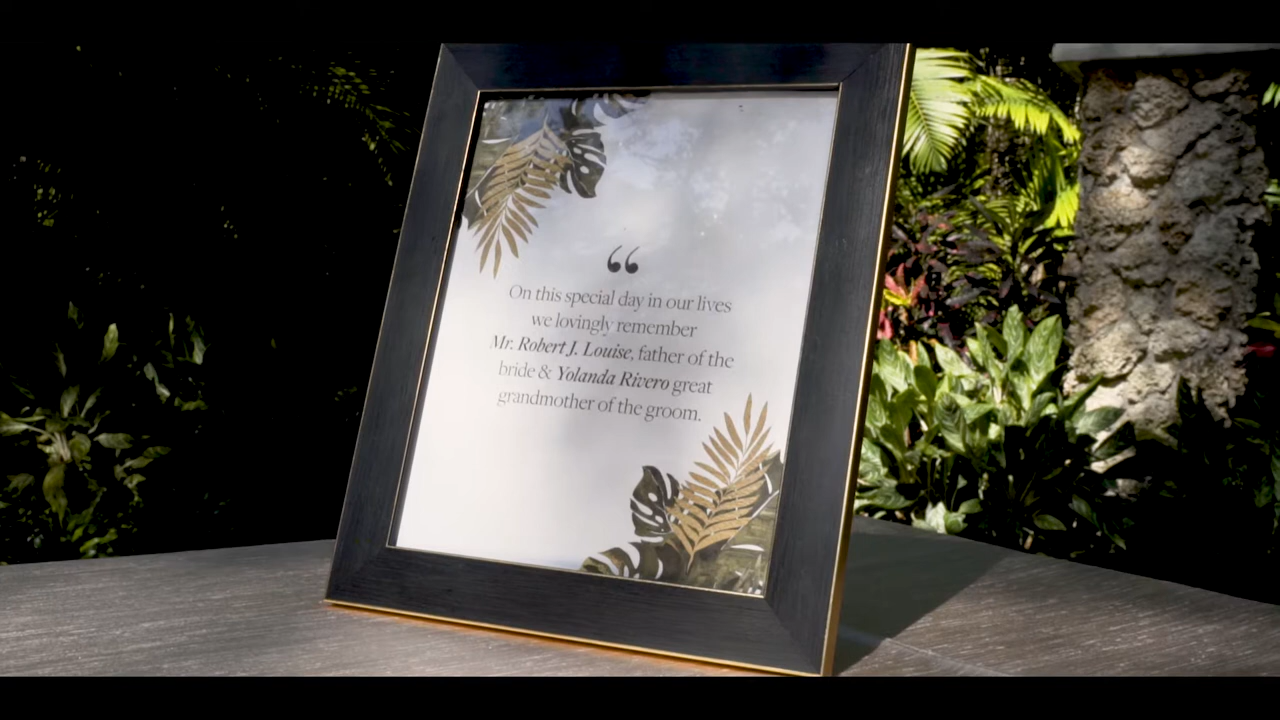 “
On this special day in our lives
we lovingly remember
Mr. Robert J. Louise, father of the
bride & Yolanda Rivero great
grandmother of the groom.